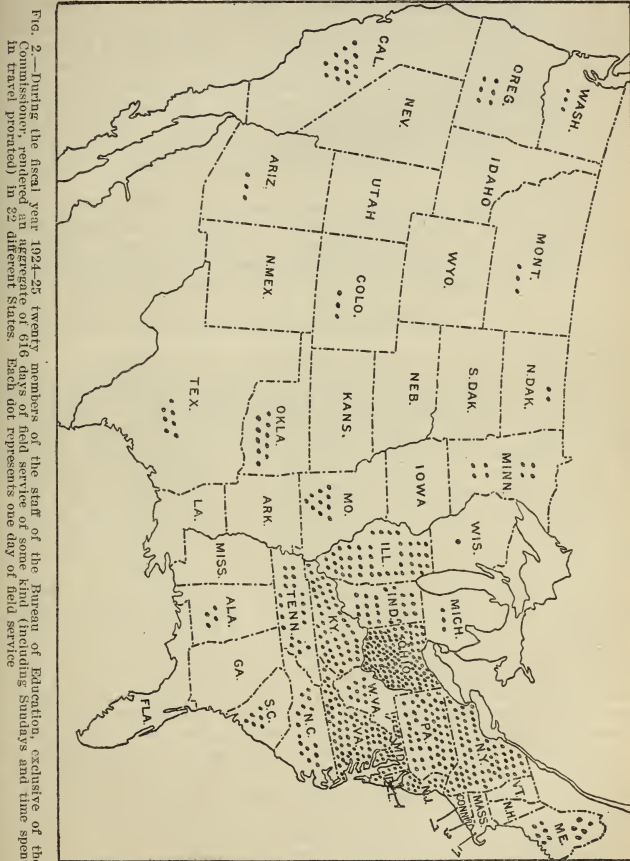 WASH.
OREG.
CAL.
NEV.
IDAHO
MONT.
WYO.
UTAH
ARIZ.
COLO.
N.MEX.
N.DAK.
S.DAK.
NEB.
KANS.
OKLA.
TEX.
MINN
IOWA
MO.
ARK.
LA.
WIS.
ILL.
MICH.
IND.
OHIO
KY.
TENN.
MISS.
ALA.
GA.
FLA.
S.C.
N.C.
VA.
W.VA.
MD.
DEL.
PA.
N.J.
N.Y.
CONN.
MASS.
VT.
N.H.
ME.
FIG. 2.—During the fiscal year 1924–25 twenty members of the staff of the Bureau of Education, exclusive of th
Commissioner, rendered an aggregate of 616 days of field service of some kind (including Sundays and time spen
in travel prorated) in 32 different States. Each dot represents one day of field service